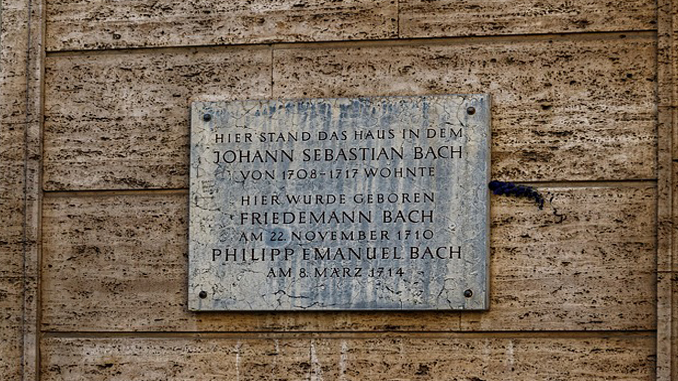 HIER STAND DAS HAUS IN DEM
JOHANN SEBASTIAN BACH
VON 1708-1717 WOHNTE
HIER WURDE GEBOREN
FRIEDEMANN BACH
AM 22. NOVEMBER 1710
PHILIPP EMANUEL BACH
AM 8. MÄRZ 1714